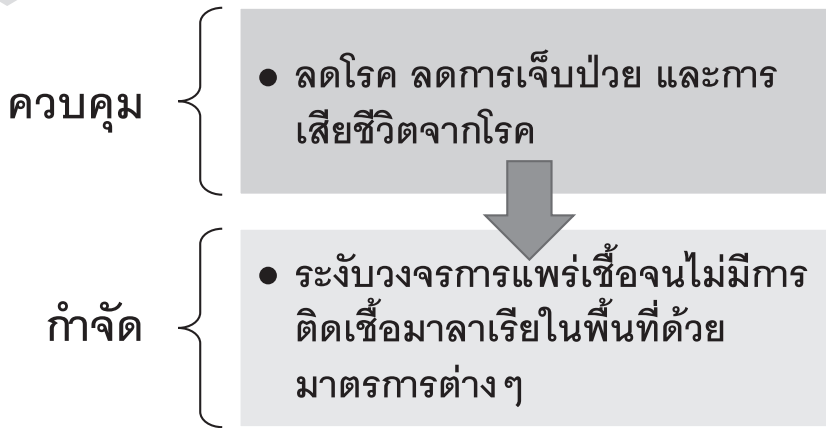 ควบคุม
● ลดโรค ลดการเจ็บป่วย และการ
เสียชีวิตจากโรค
กำจัด
● ระงับวงจรการแพร่เชื้อจนไม่มีการ
ติดเชื้อมาลาเรียในพื้นที่ด้วย
มาตรการต่าง ๆ